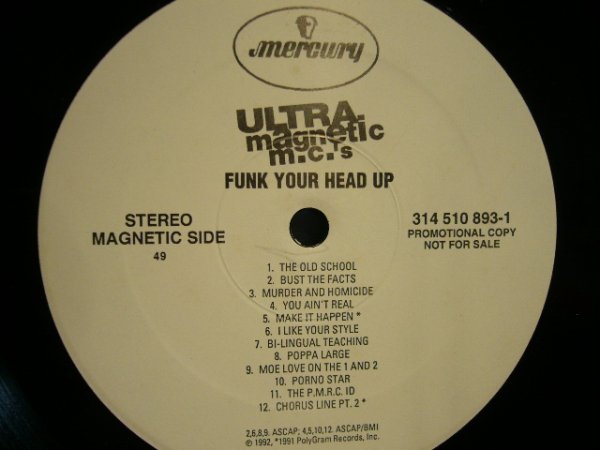 mercury
ULTRA.
magnetic
m.c.'s
FUNK YOUR HEAD UP
STEREO
MAGNETIC SIDE
49
314 510 893-1
PROMOTIONAL COPY
NOT FOR SALE
1. THE OLD SCHOOL
2. BUST THE FACTS
3. MURDER AND HOMICIDE
4. YOU AIN'T REAL
5. MAKE IT HAPPEN *
6. I LIKE YOUR STYLE
7. BI-LINGUAL TEACHING
8. POPPA LARGE
9. MOE LOVE ON THE 1 AND 2
10. PORNO STAR
11. THE P.M.R.C. ID
12. CHORUS LINE PT. 2 *
2,6,8,9. ASCAP; 4,5,10,12. ASCAP/BMI
© 1992, *1991 PolyGram Records, Inc.